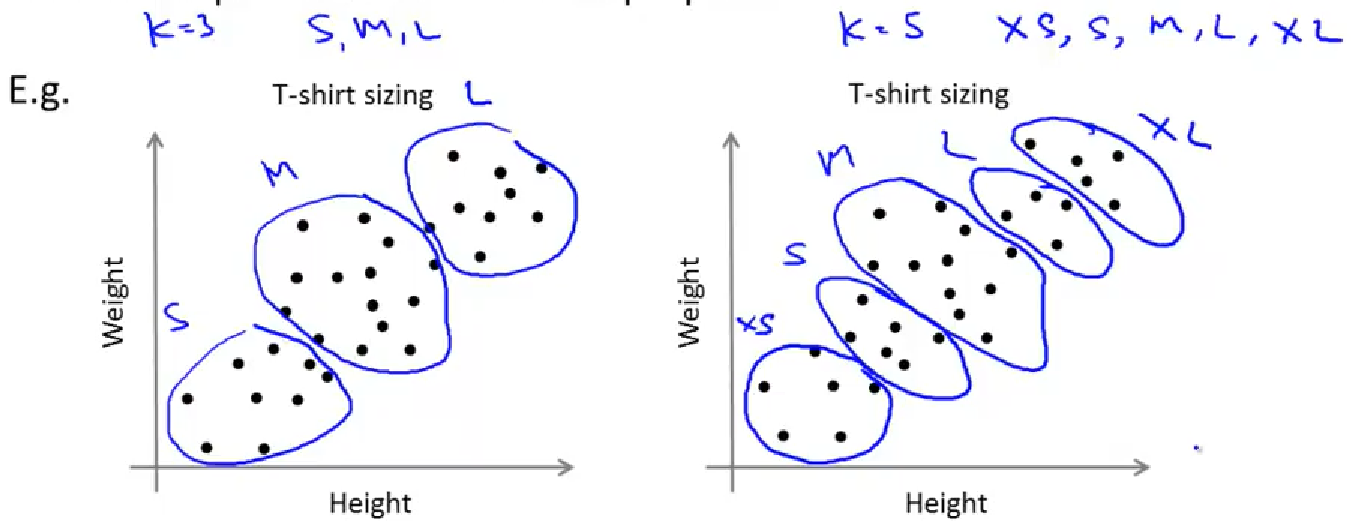 K=3 S, M, L
K=5 XS, S, M, L, XL
E.g.
T-shirt sizing
L
M
S
Weight
Height
T-shirt sizing
XL
L
M
S
XS
Weight
Height